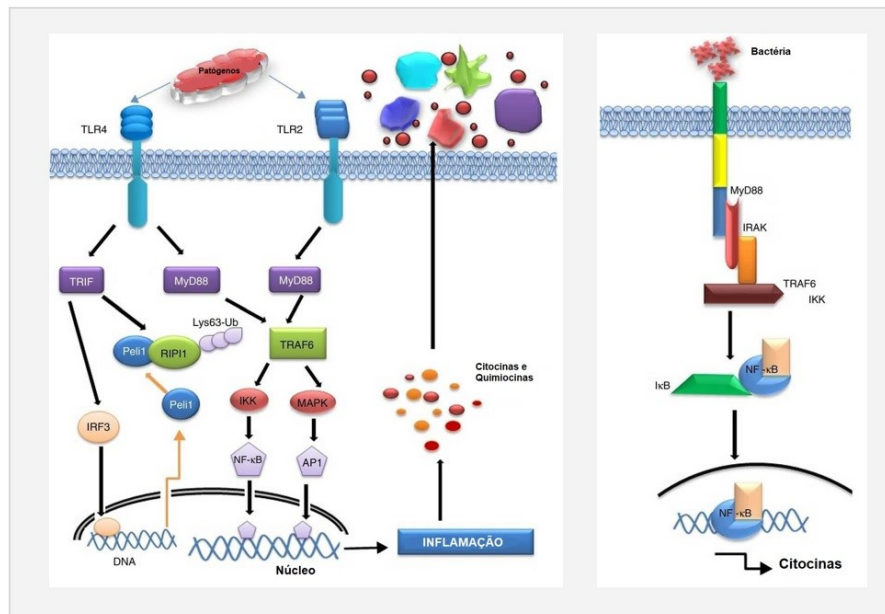 Patógenos
TLR4
TLR2
TRIF
MyD88
MyD88
Lys63-Ub
Peli1
RIPI1
TRAF6
Peli1
IKK
MAPK
IRF3
NF-κB
AP1
DNA
Núcleo
Citocinas e
Quimiocinas
INFLAMAÇÃO
Bactéria
MyD88
IRAK
TRAF6
IKK
IκB
NF-κB
NF-κB
Citocinas